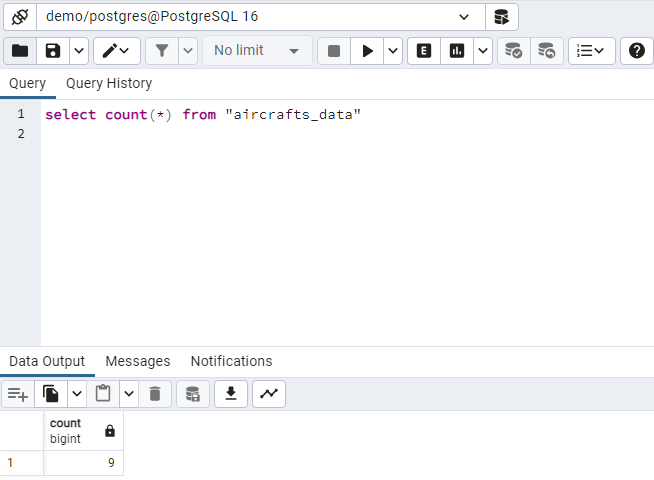 demo/postgres@PostgreSQL 16
No limit
E
Query Query History
1 select count(*) from "aircrafts_data"
2
Data Output Messages Notifications
count
bigint
1 9